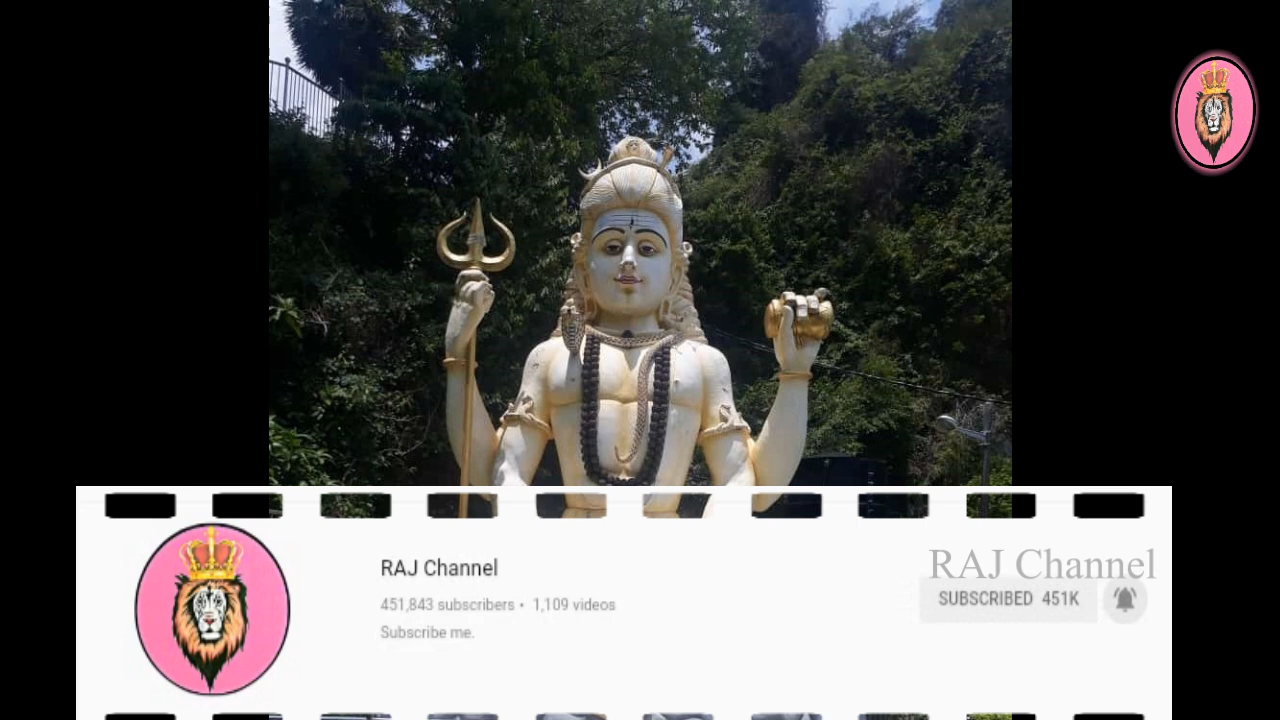 RAJ Channel
RAJ Channel
451,843 subscribers • 1,109 videos
SUBSCRIBED 451K
Subscribe me.